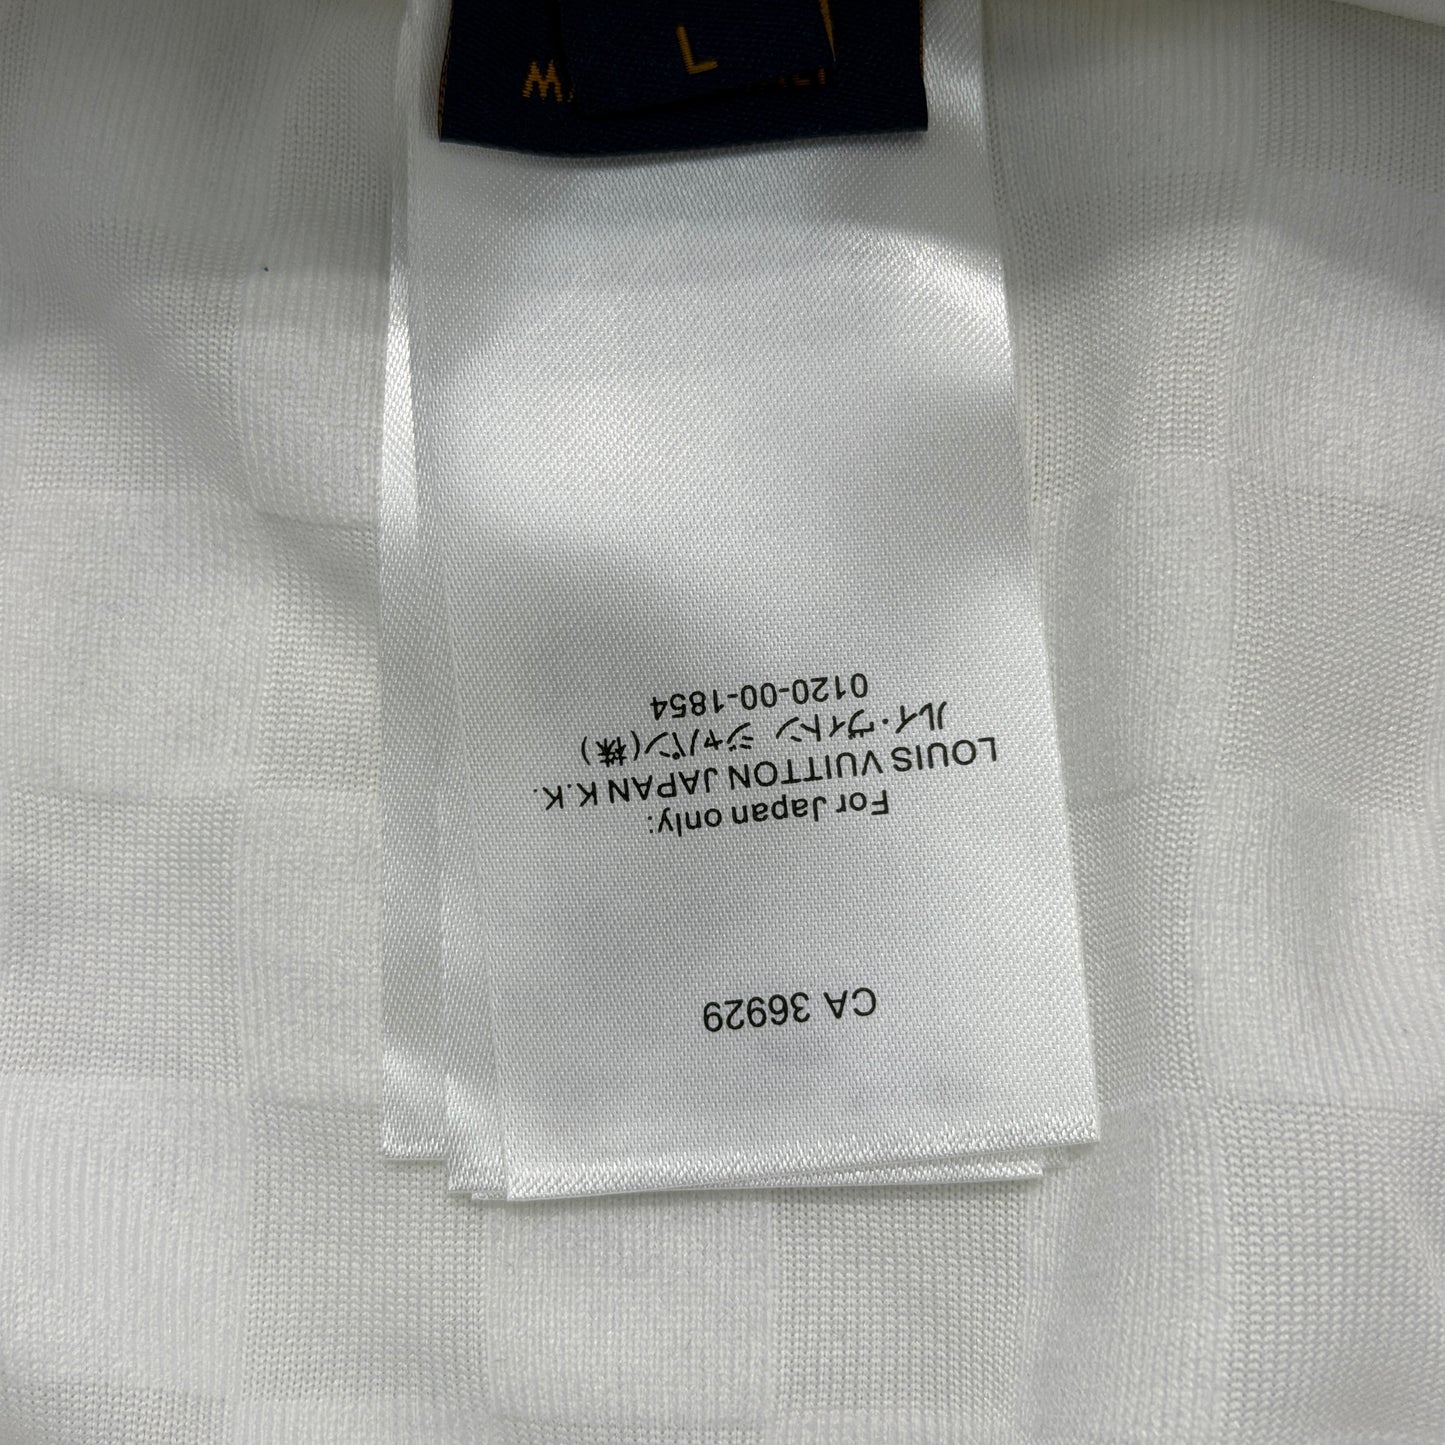 L
CA 36929
For Japan only:
LOUIS VUITTON JAPAN K.K.
ルイ・ヴィトン ジャパン(株)
0120-00-1854